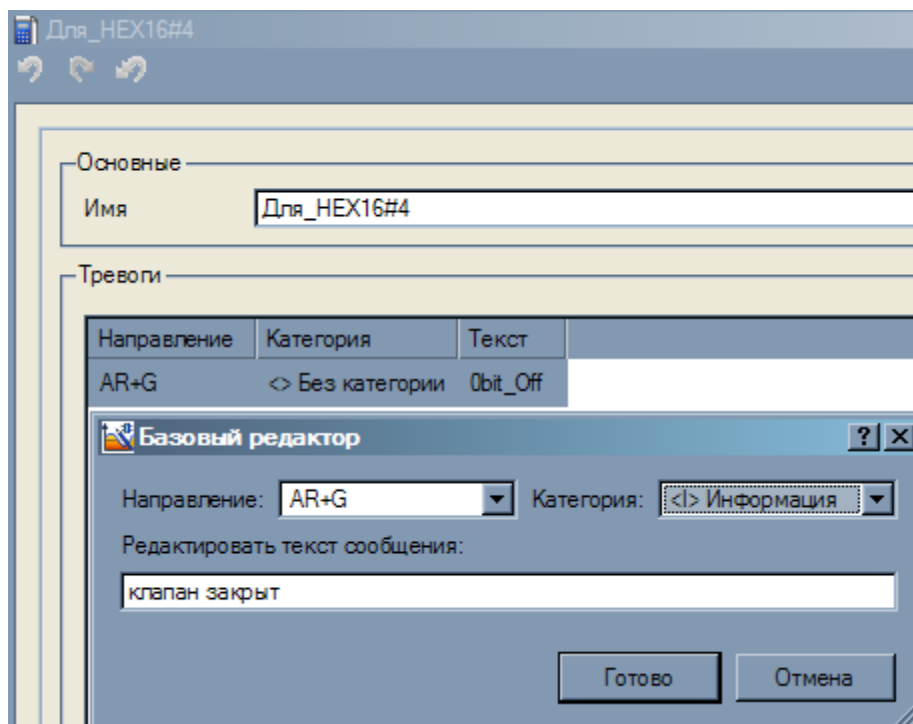 Для_HEX16#4
Основные
Имя Для_HEX16#4
Тревоги
Направление Категория Текст
AR+G <> Без категории 0bit_Off
Базовый редактор
Направление: AR+G Категория: <I> Информация
Редактировать текст сообщения:
клапан закрыт
Готово Отмена